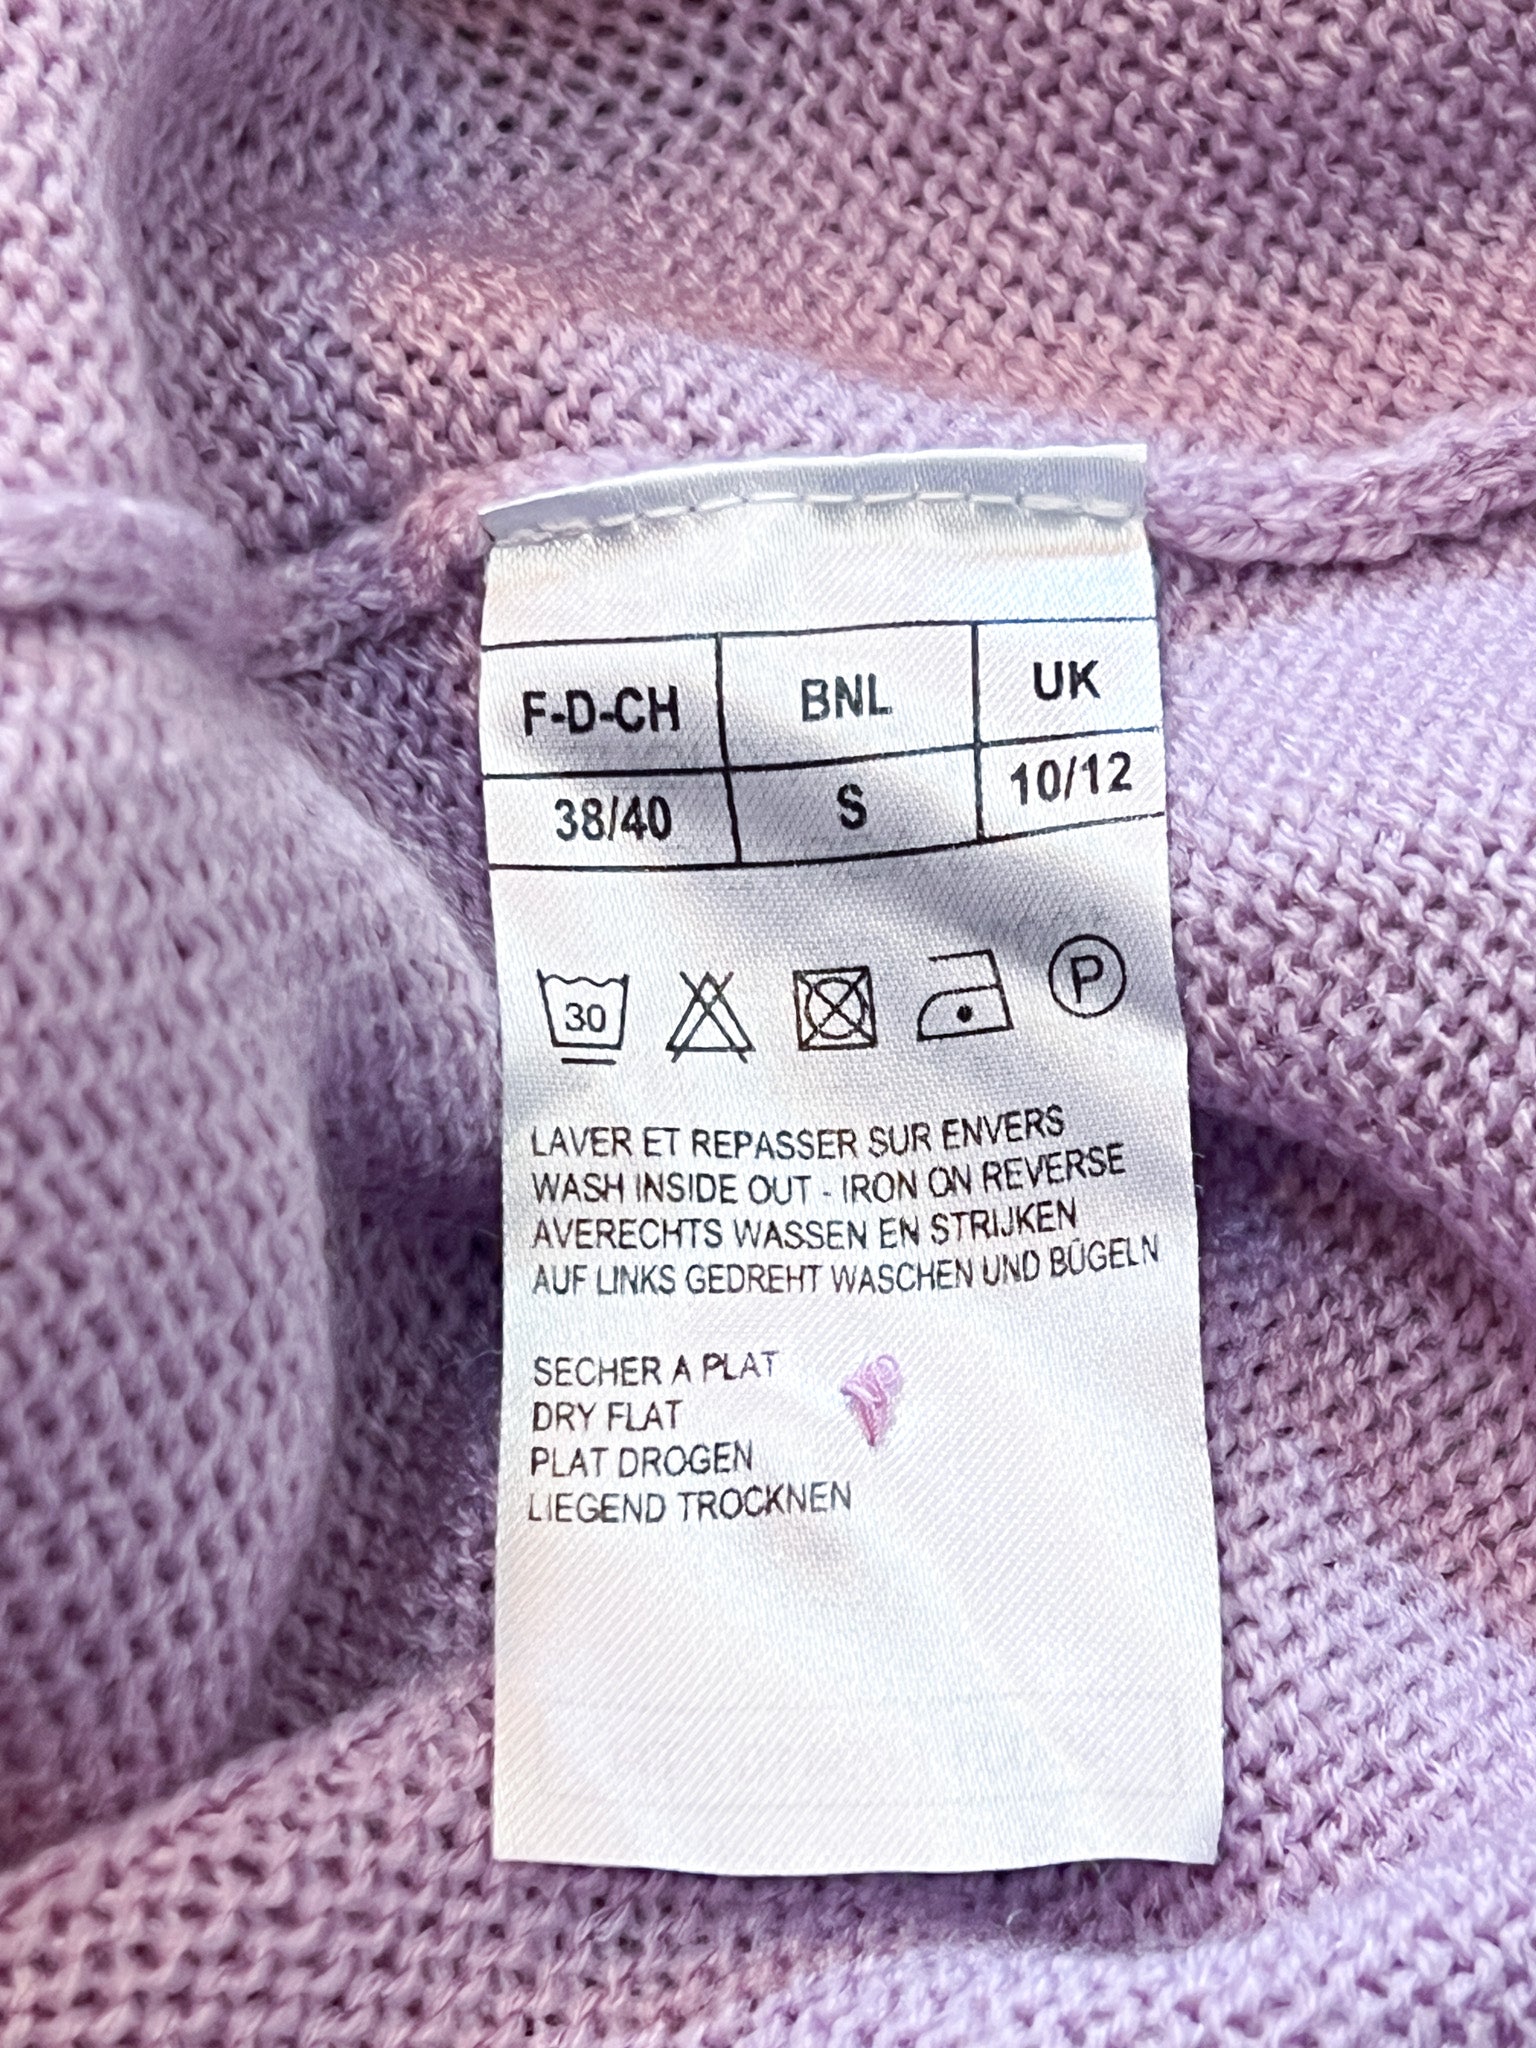 F-D-CH BNL UK
38/40 S 10/12
30 P
LAVER ET REPASSER SUR ENVERS
WASH INSIDE OUT - IRON ON REVERSE
AVERECHTS WASSEN EN STRIJKEN
AUF LINKS GEDREHT WASCHEN UND BÜGELN
SECHER A PLAT
DRY FLAT
PLAT DROGEN
LIEGEND TROCKNEN